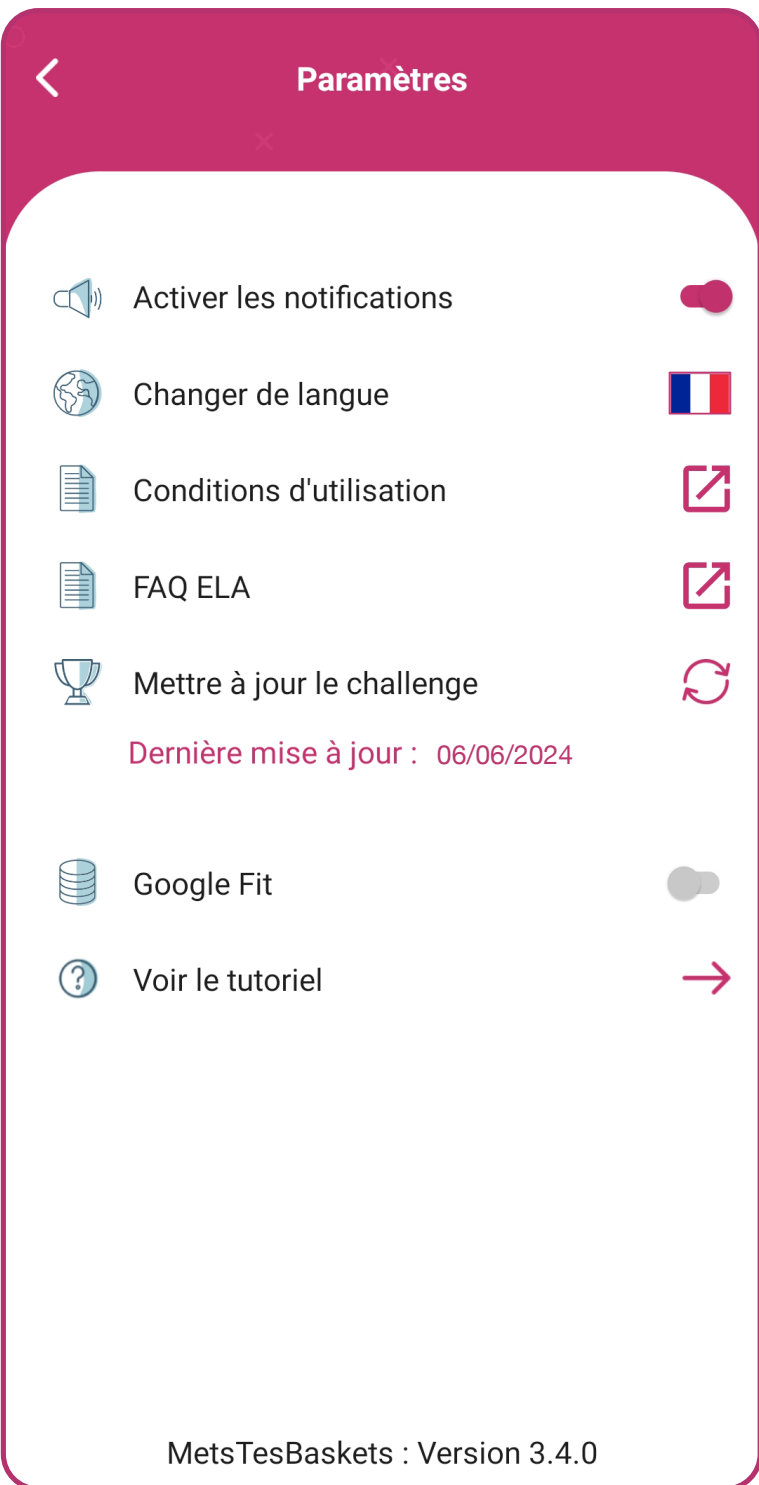 Paramètres
Activer les notifications
Changer de langue
Conditions d'utilisation
FAQ ELA
Mettre à jour le challenge
Dernière mise à jour : 06/06/2024
Google Fit
Voir le tutoriel
MetsTesBaskets : Version 3.4.0